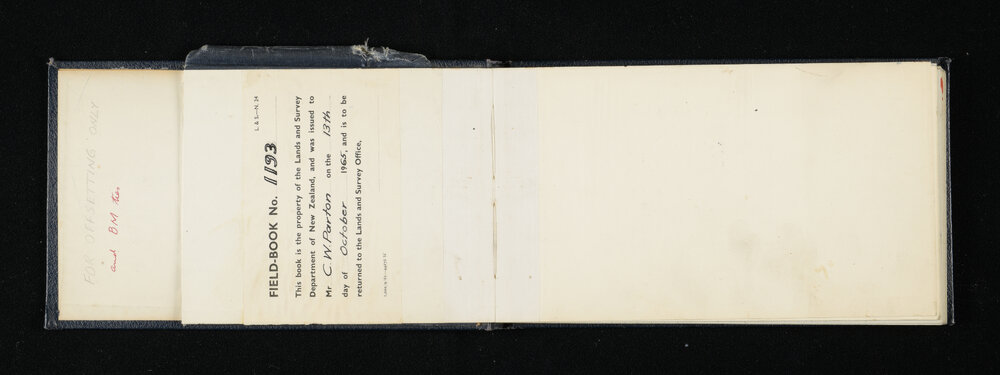 FOR OFFSETTING ONLY
and BM ties
L. & S.—N. 24
FIELD-BOOK No. 1193
This book is the property of the Lands and Survey
Department of New Zealand, and was issued to
Mr C. W. Parton on the 13th
day of October 1965, and is to be
returned to the Lands and Survey Office.